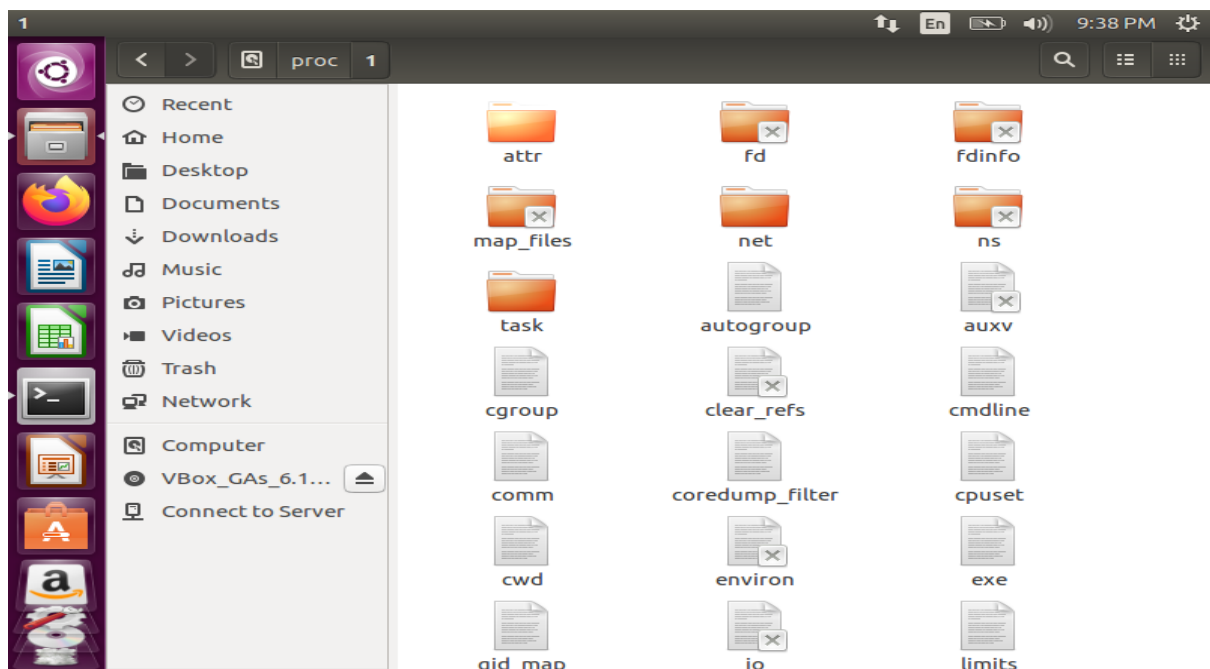 1
En
9:38 PM
proc 1
Recent
Home
Desktop
Documents
Downloads
Music
Pictures
Videos
Trash
Network
Computer
VBox_GAs_6.1...
Connect to Server
attr fd fdinfo
map_files net ns
task autogroup auxv
cgroup clear_refs cmdline
comm coredump_filter cpuset
cwd environ exe
gid_map io limits